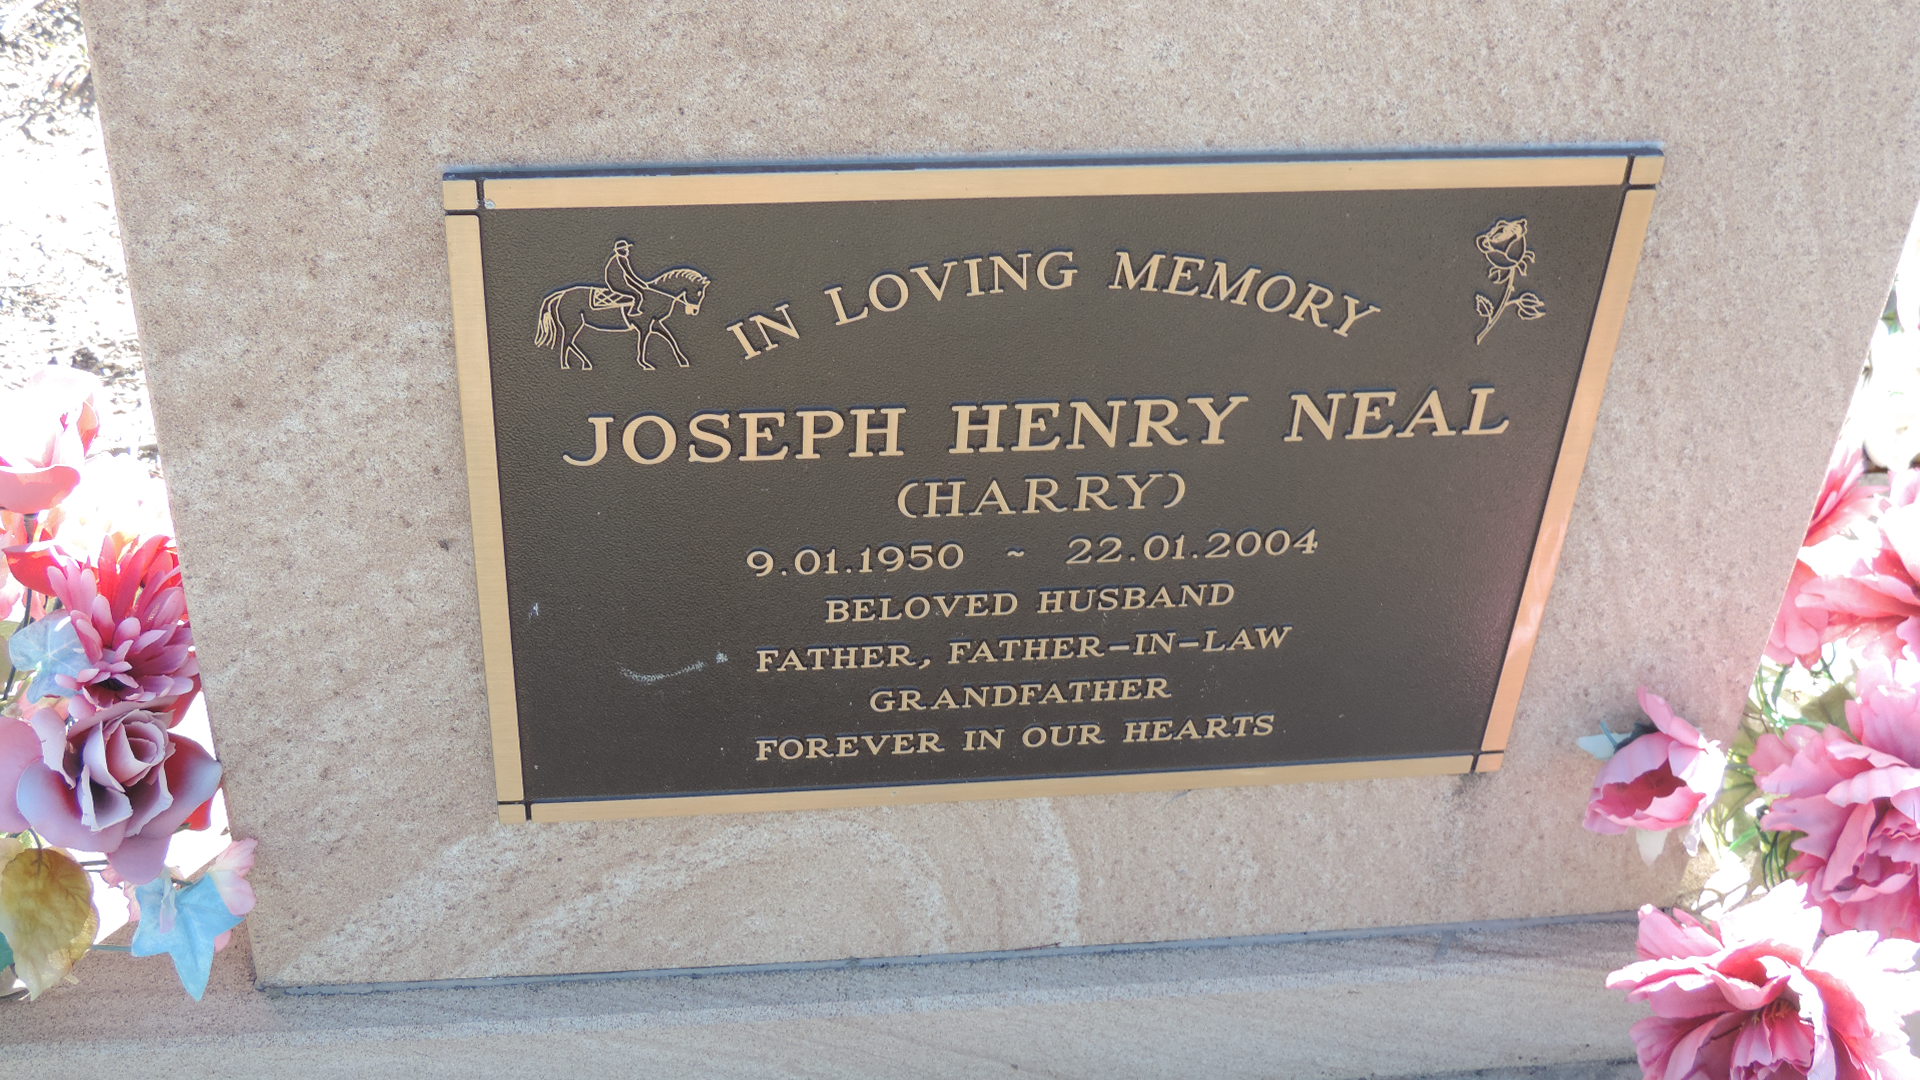 IN LOVING MEMORY
JOSEPH HENRY NEAL
(HARRY)
9.01.1950 ~ 22.01.2004
BELOVED HUSBAND
FATHER, FATHER-IN-LAW
GRANDFATHER
FOREVER IN OUR HEARTS